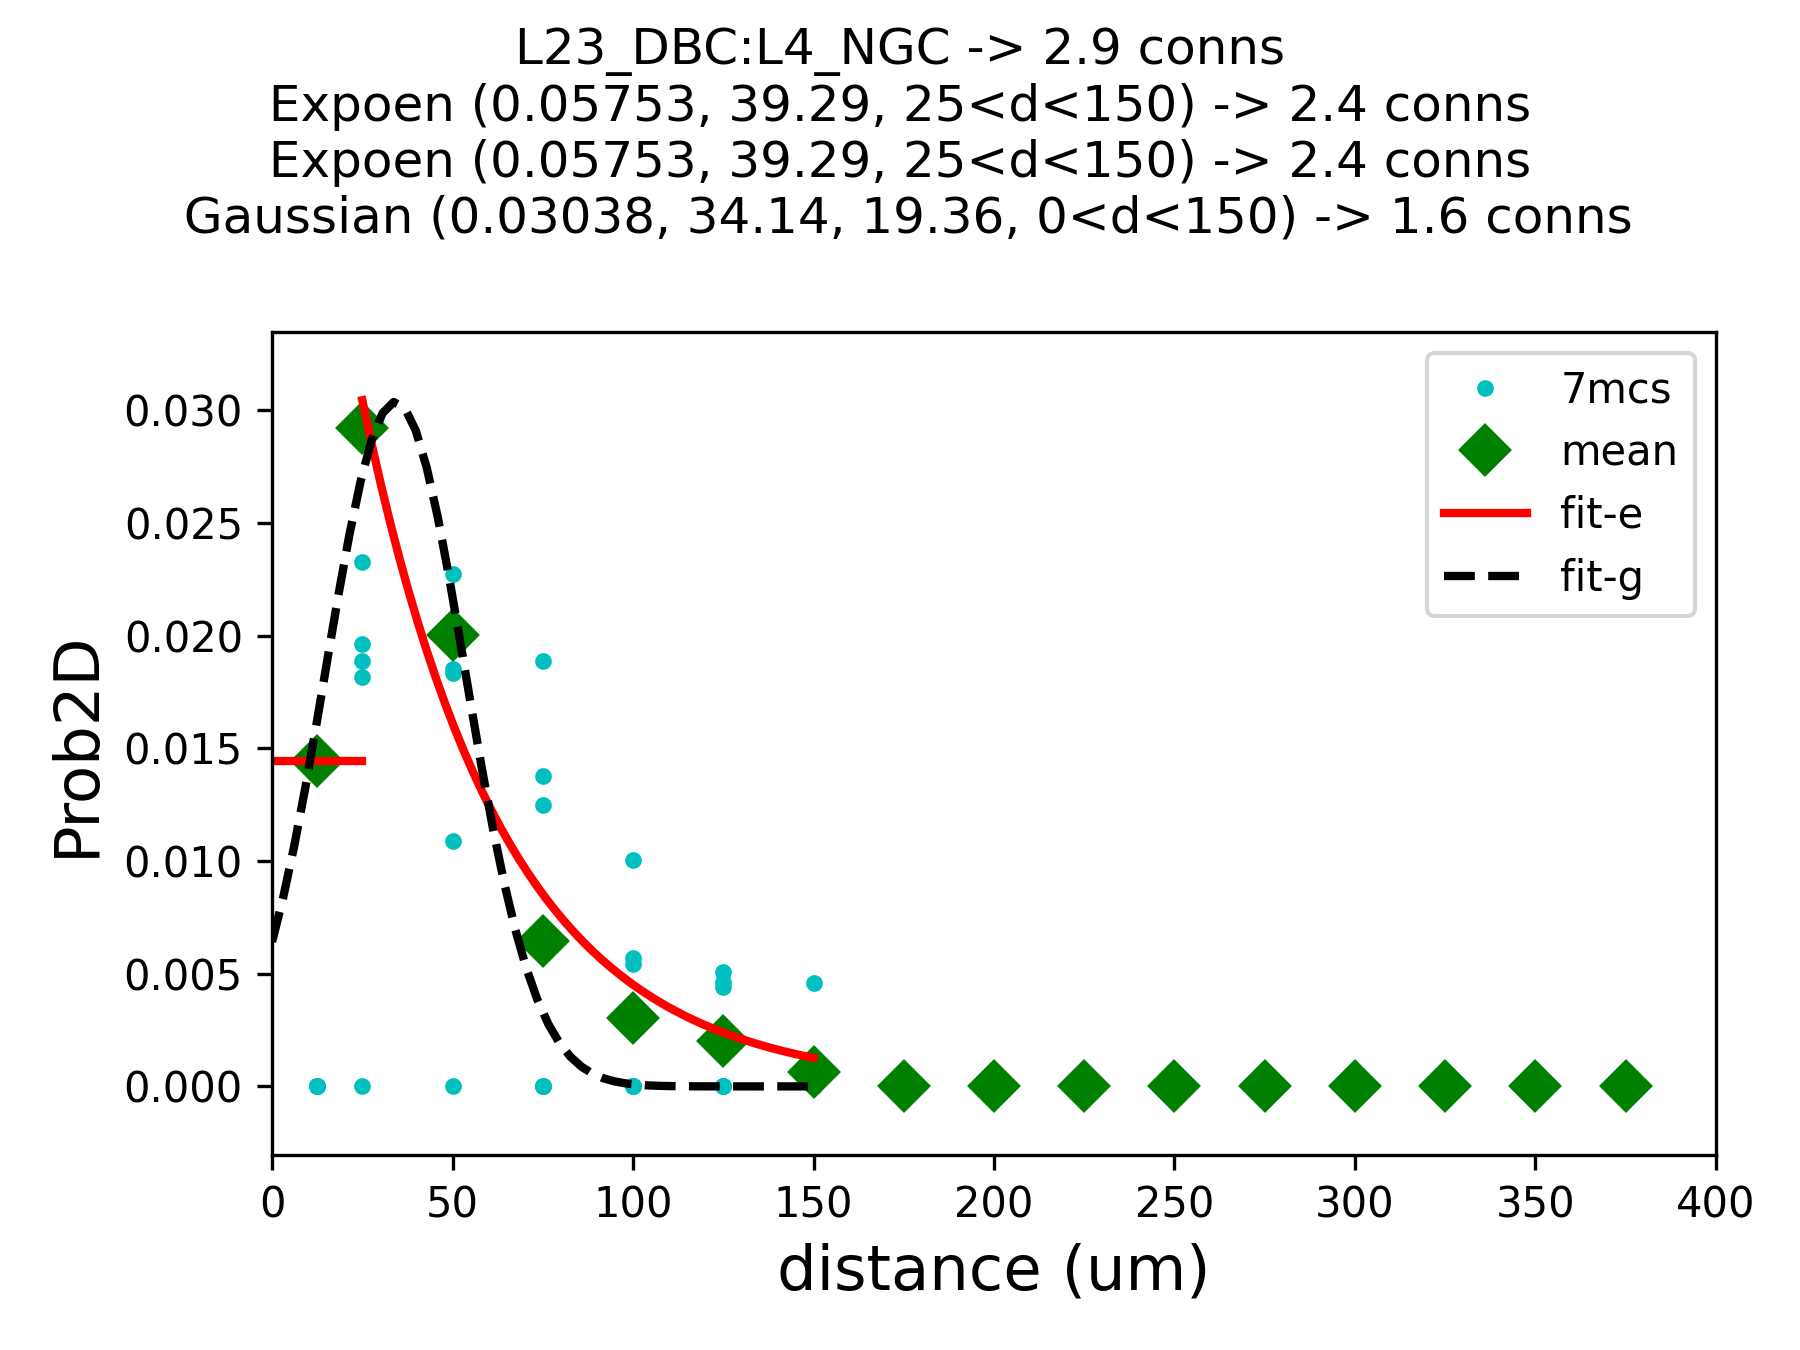 L23_DBC:L4_NGC -> 2.9 conns
Expoen (0.05753, 39.29, 25<d<150) -> 2.4 conns
Expoen (0.05753, 39.29, 25<d<150) -> 2.4 conns
Gaussian (0.03038, 34.14, 19.36, 0<d<150) -> 1.6 conns
7mcs
mean
fit-e
fit-g
Prob2D
0.030
0.025
0.020
0.015
0.010
0.005
0.000
0 50 100 150 200 250 300 350 400
distance (um)